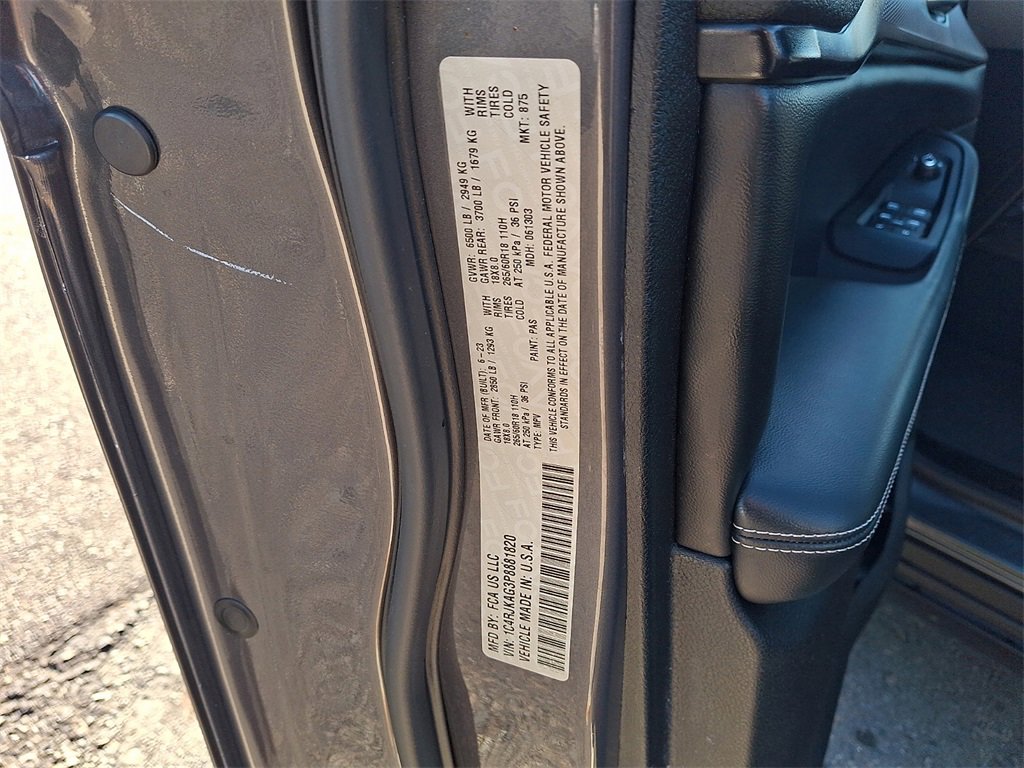 MFD BY: FCA US LLC
VIN: 1C4RJKAG3P8881820
VEHICLE MADE IN: U.S.A.
DATE OF MFR (BUILT): 6-23
GAWR FRONT: 2850 LB / 1293 KG WITH
18X8.0 RIMS
265/60R18 110H TIRES
AT 250 kPa / 36 PSI COLD
TYPE: MPV PAINT: PAS
GVWR: 6500 LB / 2949 KG
GAWR REAR: 3700 LB / 1679 KG WITH
18X8.0 RIMS
265/60R18 110H TIRES
AT 250 kPa / 36 PSI COLD
MDH: 061303 MKT: 875
THIS VEHICLE CONFORMS TO ALL APPLICABLE U.S.A. FEDERAL MOTOR VEHICLE SAFETY
STANDARDS IN EFFECT ON THE DATE OF MANUFACTURE SHOWN ABOVE.